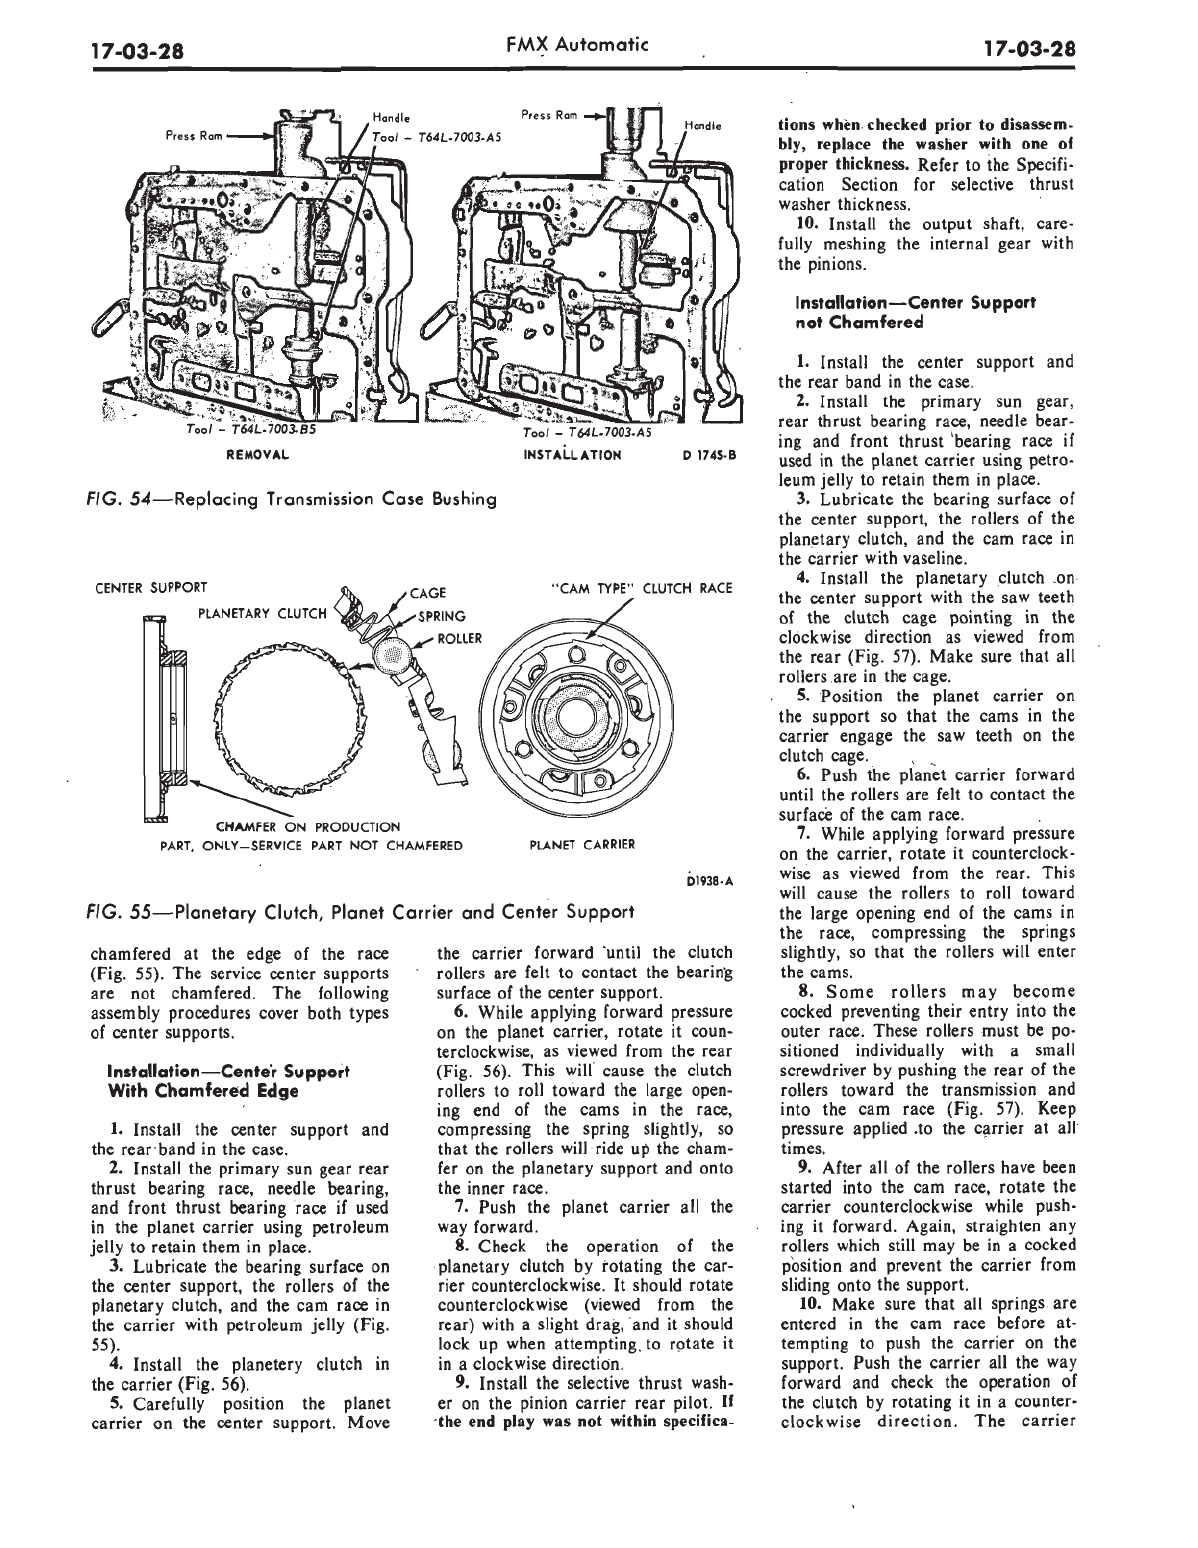 17-03-28
FMX Automatic
17-03-28
Press Ram
Handle
Tool – T64L-7003-A5
Press Ram
Handle
Tool – T64L-7003-B5
Tool – T64L-7003-A5
REMOVAL
INSTALLATION
D 1745-B
FIG. 54—Replacing Transmission Case Bushing
CENTER SUPPORT
PLANETARY CLUTCH
CAGE
SPRING
ROLLER
"CAM TYPE" CLUTCH RACE
CHAMFER ON PRODUCTION
PART, ONLY—SERVICE PART NOT CHAMFERED
PLANET CARRIER
D1938-A
FIG. 55—Planetary Clutch, Planet Carrier and Center Support
chamfered at the edge of the race
(Fig. 55). The service center supports
are not chamfered. The following
assembly procedures cover both types
of center supports.
Installation—Center Support
With Chamfered Edge
1. Install the center support and
the rear band in the case.
2. Install the primary sun gear rear
thrust bearing race, needle bearing,
and front thrust bearing race if used
in the planet carrier using petroleum
jelly to retain them in place.
3. Lubricate the bearing surface on
the center support, the rollers of the
planetary clutch, and the cam race in
the carrier with petroleum jelly (Fig.
55).
4. Install the planetery clutch in
the carrier (Fig. 56).
5. Carefully position the planet
carrier on the center support. Move
the carrier forward until the clutch
rollers are felt to contact the bearing
surface of the center support.
6. While applying forward pressure
on the planet carrier, rotate it coun-
terclockwise, as viewed from the rear
(Fig. 56). This will cause the clutch
rollers to roll toward the large open-
ing end of the cams in the race,
compressing the spring slightly, so
that the rollers will ride up the cham-
fer on the planetary support and onto
the inner race.
7. Push the planet carrier all the
way forward.
8. Check the operation of the
planetary clutch by rotating the car-
rier counterclockwise. It should rotate
counterclockwise (viewed from the
rear) with a slight drag, and it should
lock up when attempting to rotate it
in a clockwise direction.
9. Install the selective thrust wash-
er on the pinion carrier rear pilot. If
the end play was not within specifica-
tions when checked prior to disassem-
bly, replace the washer with one of
proper thickness. Refer to the Specifi-
cation Section for selective thrust
washer thickness.
10. Install the output shaft, care-
fully meshing the internal gear with
the pinions.
Installation—Center Support
not Chamfered
1. Install the center support and
the rear band in the case.
2. Install the primary sun gear,
rear thrust bearing race, needle bear-
ing and front thrust bearing race if
used in the planet carrier using petro-
leum jelly to retain them in place.
3. Lubricate the bearing surface of
the center support, the rollers of the
planetary clutch, and the cam race in
the carrier with vaseline.
4. Install the planetary clutch on
the center support with the saw teeth
of the clutch cage pointing in the
clockwise direction as viewed from
the rear (Fig. 57). Make sure that all
rollers are in the cage.
5. Position the planet carrier on
the support so that the cams in the
carrier engage the saw teeth on the
clutch cage.
6. Push the planet carrier forward
until the rollers are felt to contact the
surface of the cam race.
7. While applying forward pressure
on the carrier, rotate it counterclock-
wise as viewed from the rear. This
will cause the rollers to roll toward
the large opening end of the cams in
the race, compressing the springs
slightly, so that the rollers will enter
the cams.
8. Some rollers may become
cocked preventing their entry into the
outer race. These rollers must be po-
sitioned individually with a small
screwdriver by pushing the rear of the
rollers toward the transmission and
into the cam race (Fig. 57). Keep
pressure applied to the carrier at all
times.
9. After all of the rollers have been
started into the cam race, rotate the
carrier counterclockwise while push-
ing it forward. Again, straighten any
rollers which still may be in a cocked
position and prevent the carrier from
sliding onto the support.
10. Make sure that all springs are
entered in the cam race before at-
tempting to push the carrier on the
support. Push the carrier all the way
forward and check the operation of
the clutch by rotating it in a counter-
clockwise direction. The carrier